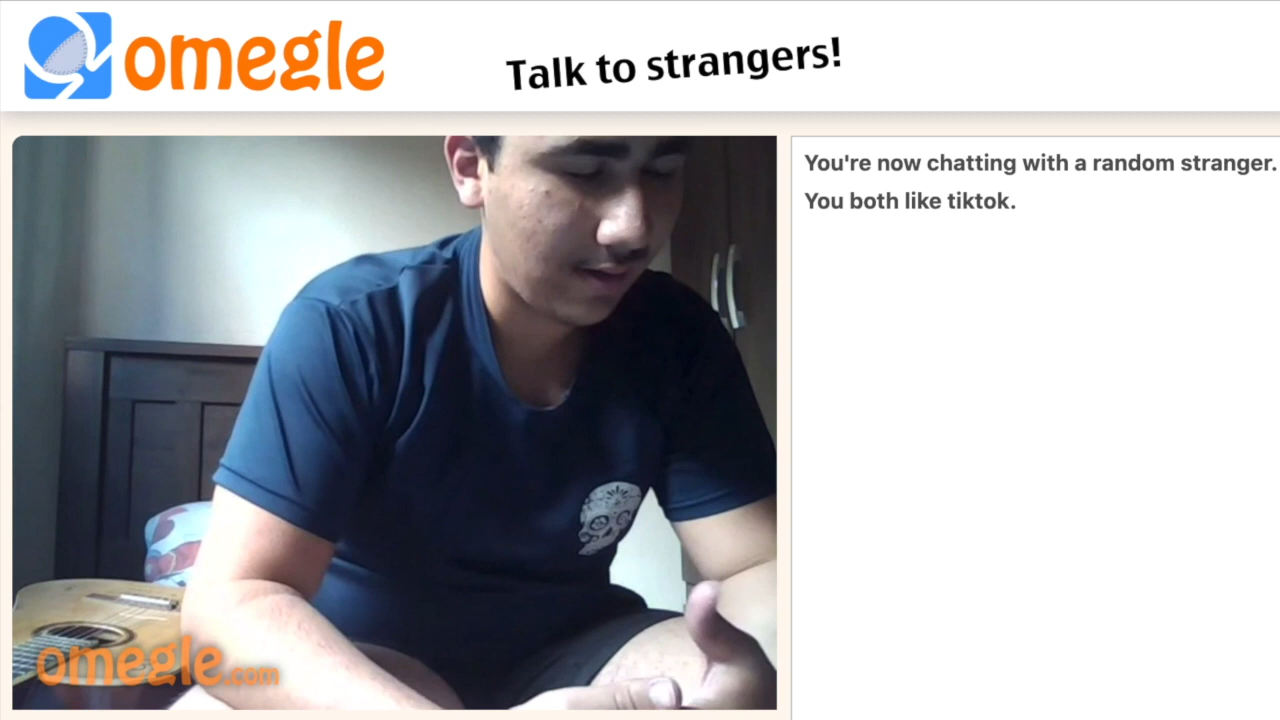 omegle
Talk to strangers!
You're now chatting with a random stranger.
You both like tiktok.
omegle.com